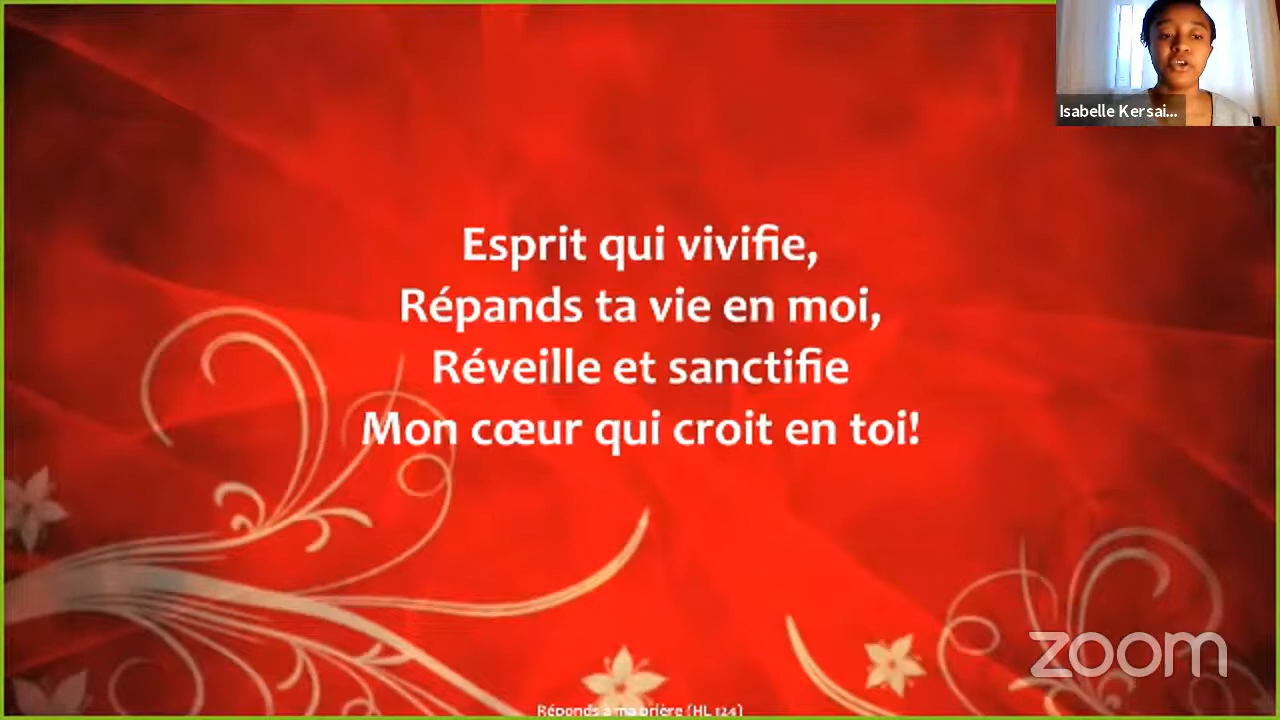 Isabelle Kersai...
Esprit qui vivifie,
Répands ta vie en moi,
Réveille et sanctifie
Mon cœur qui croit en toi!
zoom
Réponds à ma prière (HL 124)